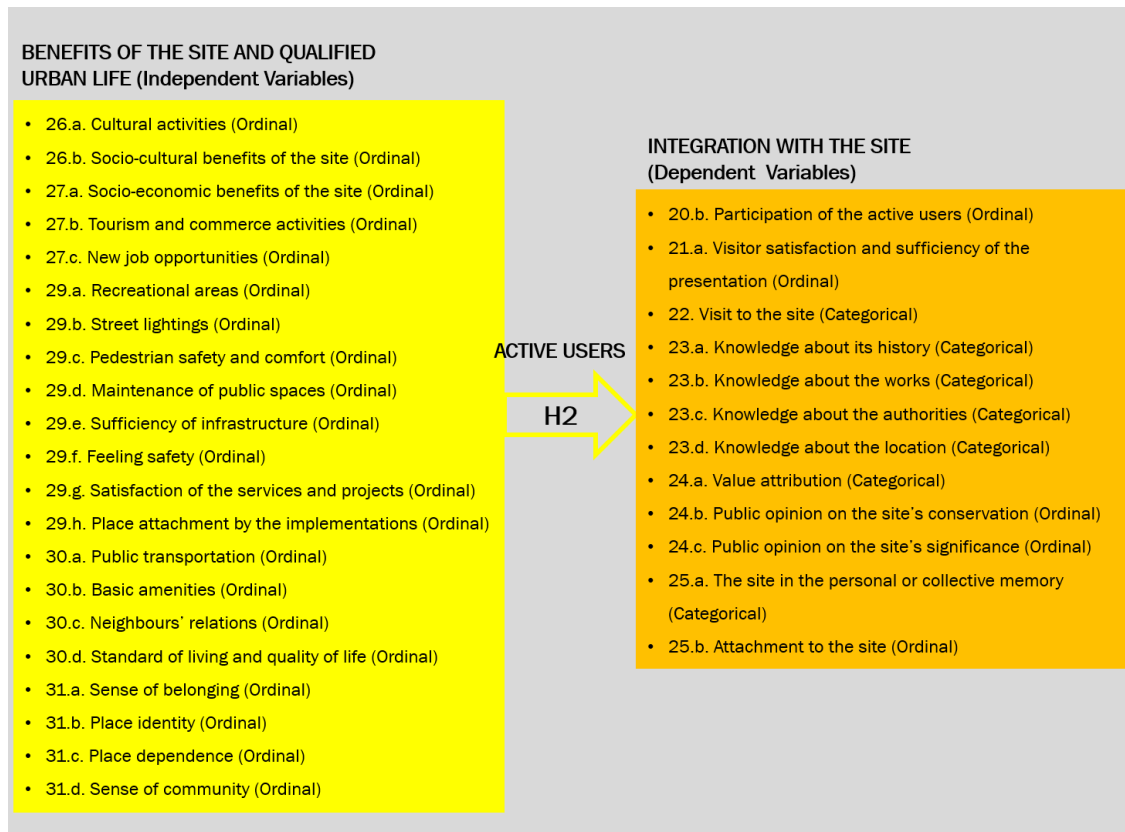 BENEFITS OF THE SITE AND QUALIFIED
URBAN LIFE (Independent Variables)
• 26.a. Cultural activities (Ordinal)
• 26.b. Socio-cultural benefits of the site (Ordinal)
• 27.a. Socio-economic benefits of the site (Ordinal)
• 27.b. Tourism and commerce activities (Ordinal)
• 27.c. New job opportunities (Ordinal)
• 29.a. Recreational areas (Ordinal)
• 29.b. Street lightings (Ordinal)
• 29.c. Pedestrian safety and comfort (Ordinal)
• 29.d. Maintenance of public spaces (Ordinal)
• 29.e. Sufficiency of infrastructure (Ordinal)
• 29.f. Feeling safety (Ordinal)
• 29.g. Satisfaction of the services and projects (Ordinal)
• 29.h. Place attachment by the implementations (Ordinal)
• 30.a. Public transportation (Ordinal)
• 30.b. Basic amenities (Ordinal)
• 30.c. Neighbours' relations (Ordinal)
• 30.d. Standard of living and quality of life (Ordinal)
• 31.a. Sense of belonging (Ordinal)
• 31.b. Place identity (Ordinal)
• 31.c. Place dependence (Ordinal)
• 31.d. Sense of community (Ordinal)
ACTIVE USERS
H2
INTEGRATION WITH THE SITE
(Dependent Variables)
• 20.b. Participation of the active users (Ordinal)
• 21.a. Visitor satisfaction and sufficiency of the
presentation (Ordinal)
• 22. Visit to the site (Categorical)
• 23.a. Knowledge about its history (Categorical)
• 23.b. Knowledge about the works (Categorical)
• 23.c. Knowledge about the authorities (Categorical)
• 23.d. Knowledge about the location (Categorical)
• 24.a. Value attribution (Categorical)
• 24.b. Public opinion on the site's conservation (Ordinal)
• 24.c. Public opinion on the site's significance (Ordinal)
• 25.a. The site in the personal or collective memory
(Categorical)
• 25.b. Attachment to the site (Ordinal)